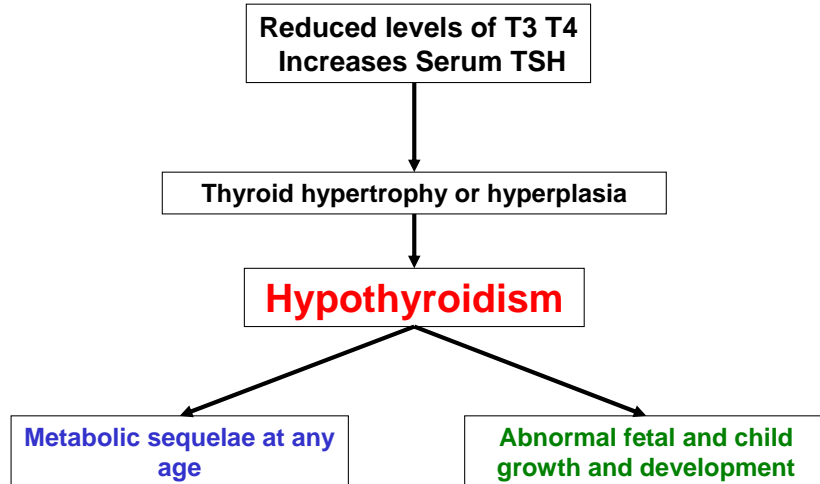 Reduced levels of T3 T4
Increases Serum TSH
Thyroid hypertrophy or hyperplasia
Hypothyroidism
Metabolic sequelae at any
age
Abnormal fetal and child
growth and development